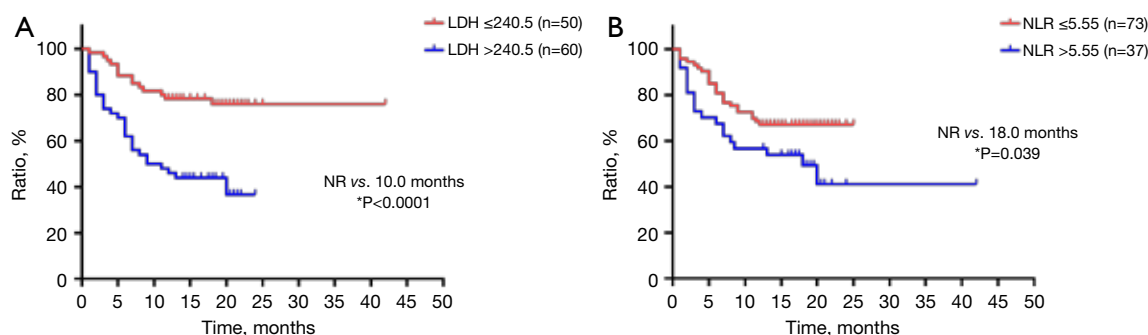 A
LDH ≤240.5 (n=50)
LDH >240.5 (n=60)
100
80
60
40
20
0
Ratio, %
NR vs. 10.0 months
*P<0.0001
0 5 10 15 20 25 30 35 40 45 50
Time, months
B
NLR ≤5.55 (n=73)
NLR >5.55 (n=37)
100
80
60
40
20
0
Ratio, %
NR vs. 18.0 months
*P=0.039
0 5 10 15 20 25 30 35 40 45 50
Time, months